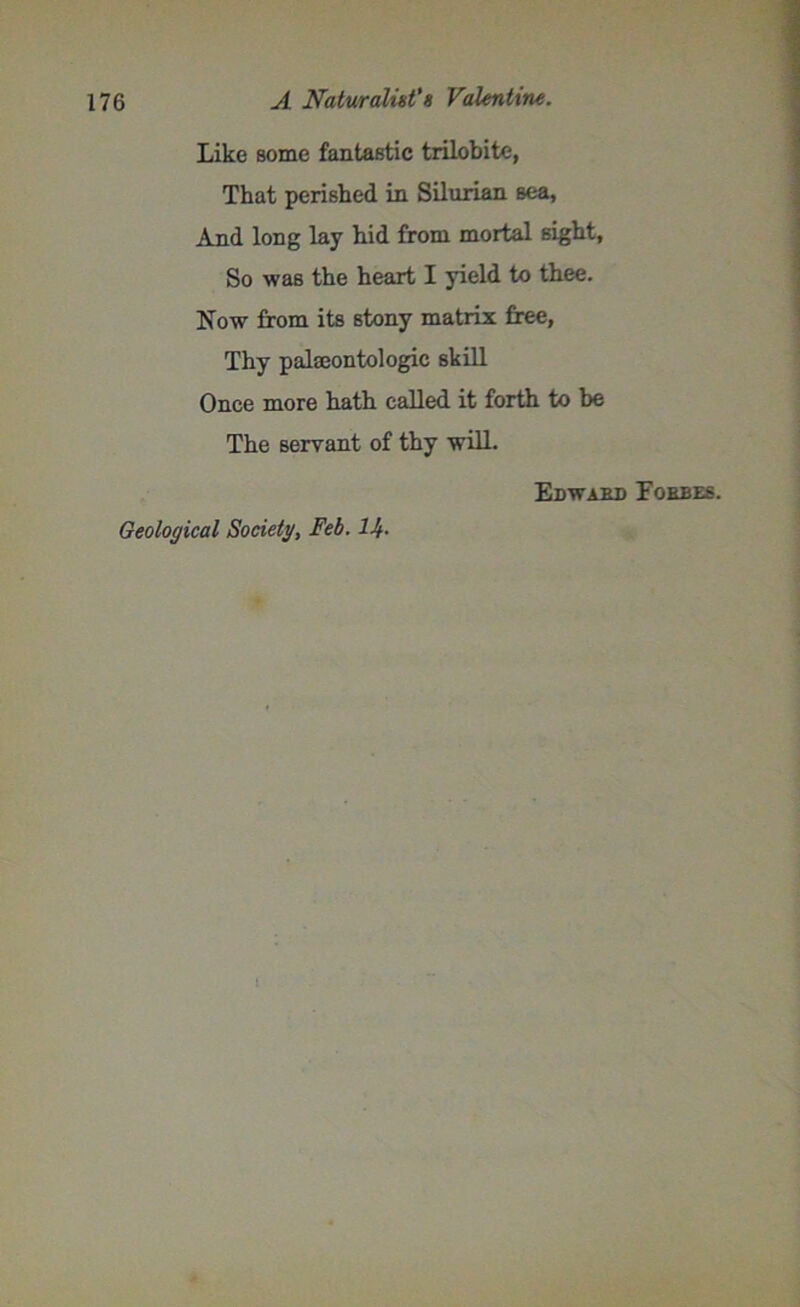 176 A Naturalist's Valentine.
Like some fantastic trilobite,
That perished in Silurian sea,
And long lay hid from mortal sight,
So was the heart I yield to thee.
Now from its stony matrix free,
Thy palæontologic skill
Once more hath called it forth to be
The servant of thy will.
Edward Forbes.
Geological Society, Feb. 14.